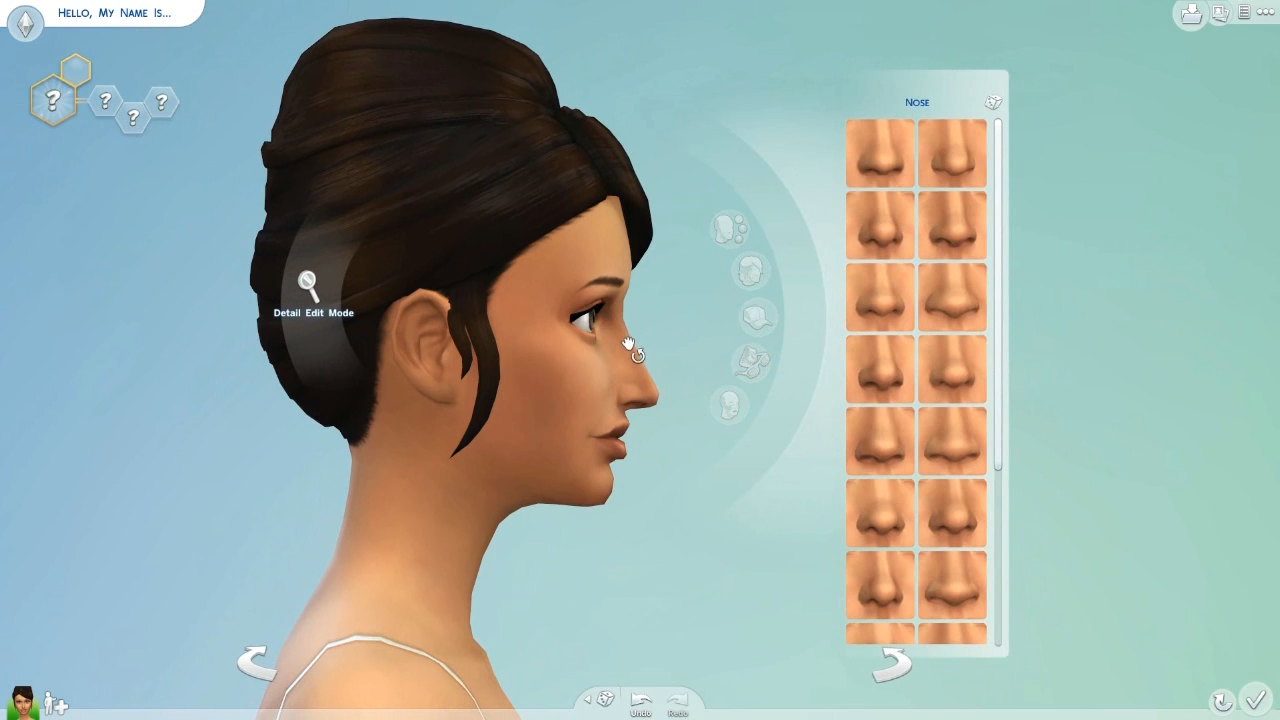 Hello, My Name Is...
?
?
?
?
Nose
Detail Edit Mode
Undo
Redo